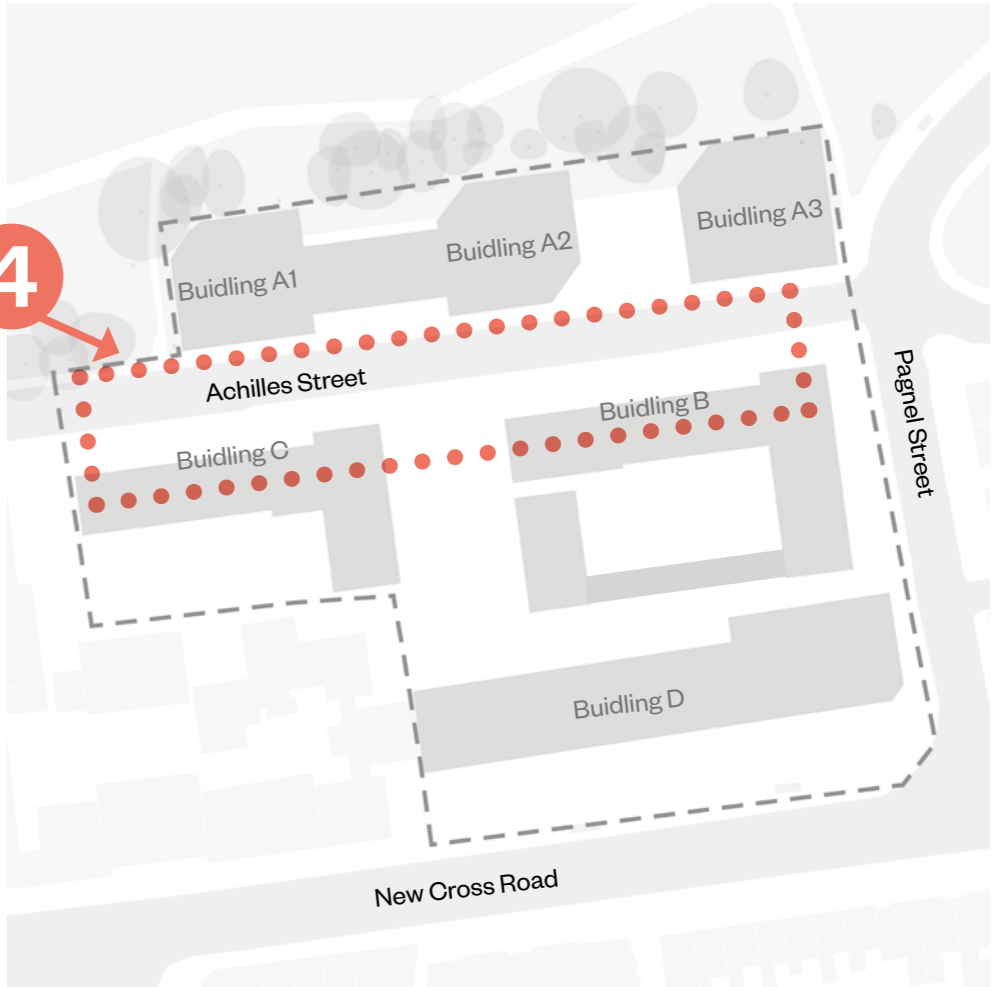 Buidling A3
Buidling A2
Buidling A1
4
Achilles Street
Buidling B
Pagnel Street
Buidling C
Buidling D
New Cross Road